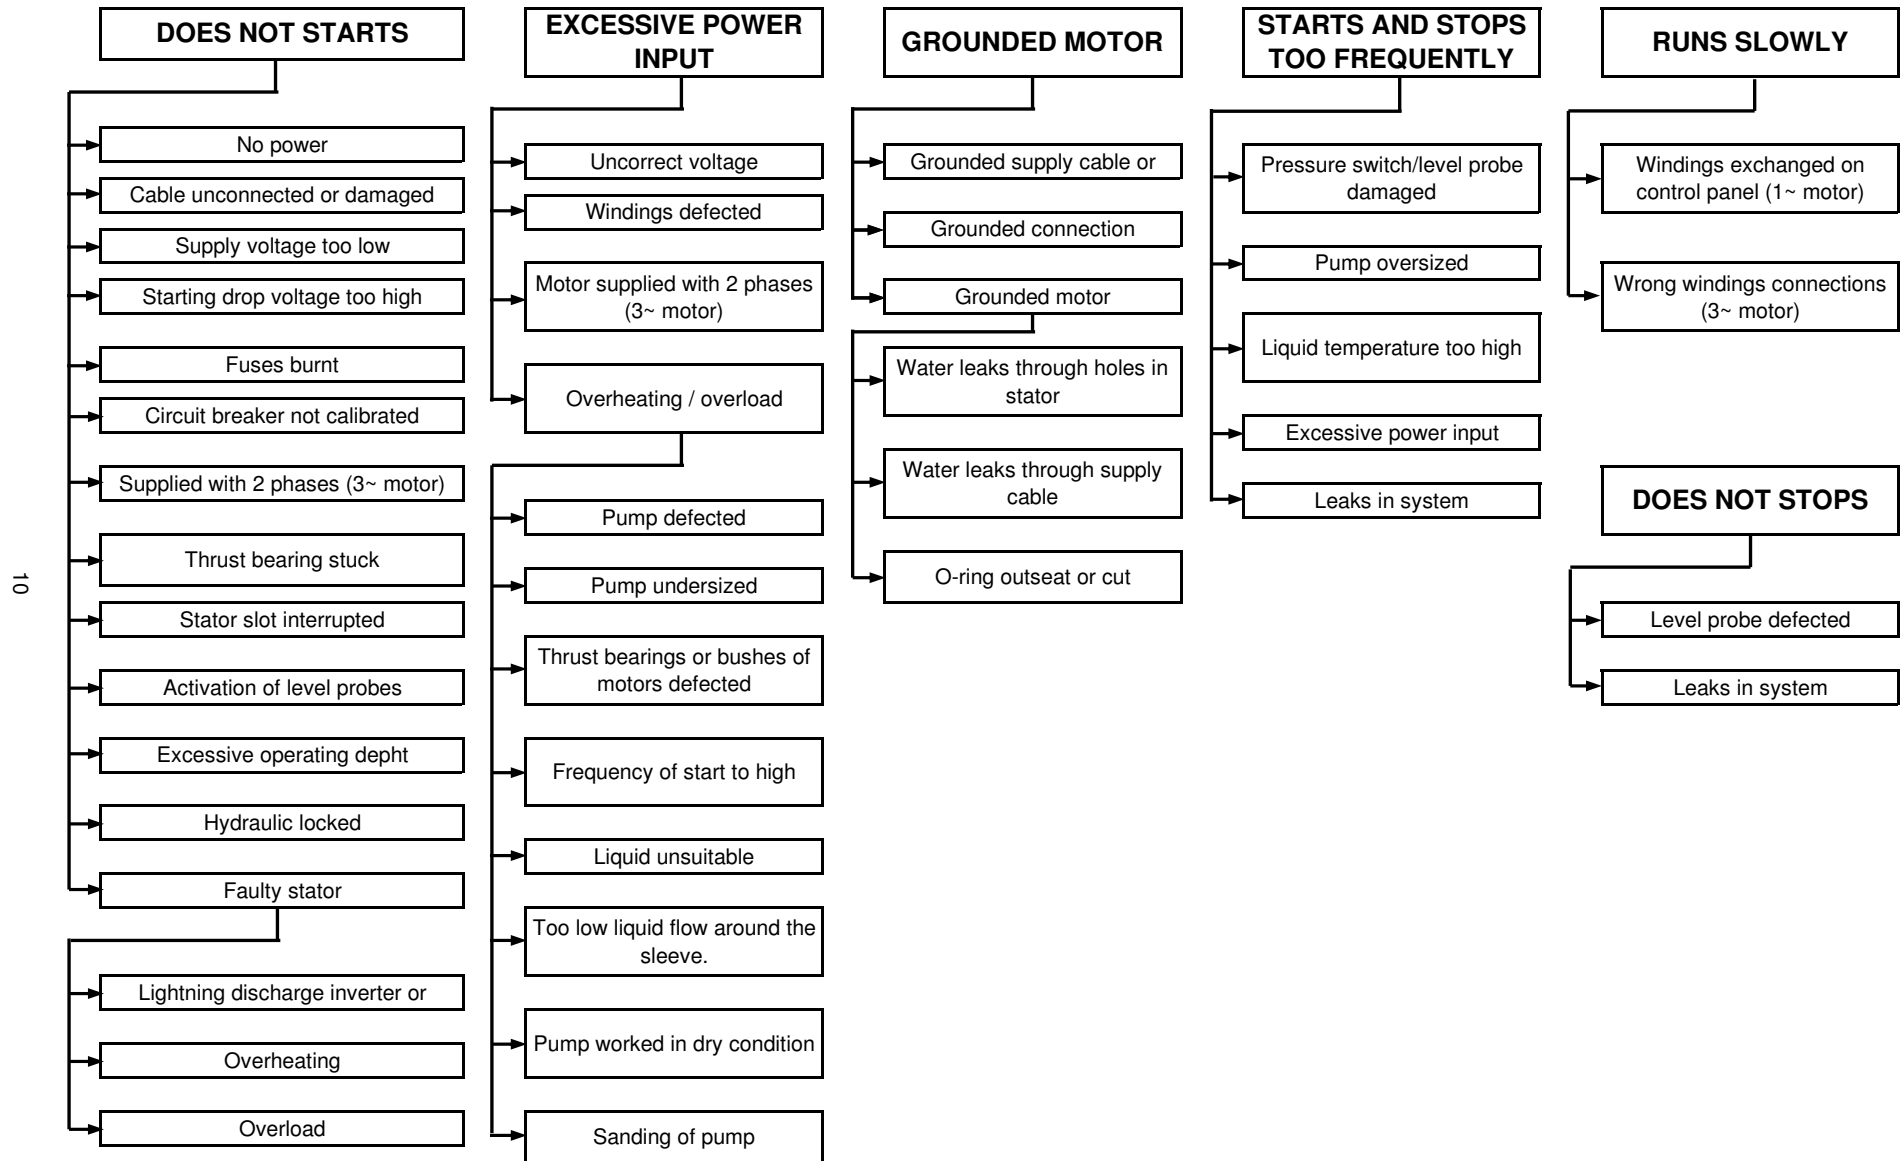 DOES NOT STARTS
No power
Cable unconnected or damaged
Supply voltage too low
Starting drop voltage too high
Fuses burnt
Circuit breaker not calibrated
Supplied with 2 phases (3~ motor)
Thrust bearing stuck
Stator slot interrupted
Activation of level probes
Excessive operating depht
Hydraulic locked
Faulty stator
Lightning discharge inverter or
Overheating
Overload
EXCESSIVE POWER
INPUT
Uncorrect voltage
Windings defected
Motor supplied with 2 phases
(3~ motor)
Overheating / overload
Pump defected
Pump undersized
Thrust bearings or bushes of
motors defected
Frequency of start to high
Liquid unsuitable
Too low liquid flow around the
sleeve.
Pump worked in dry condition
Sanding of pump
GROUNDED MOTOR
Grounded supply cable or
Grounded connection
Grounded motor
Water leaks through holes in
stator
Water leaks through supply
cable
O-ring outseat or cut
STARTS AND STOPS
TOO FREQUENTLY
Pressure switch/level probe
damaged
Pump oversized
Liquid temperature too high
Excessive power input
Leaks in system
RUNS SLOWLY
Windings exchanged on
control panel (1~ motor)
Wrong windings connections
(3~ motor)
DOES NOT STOPS
Level probe defected
Leaks in system
10